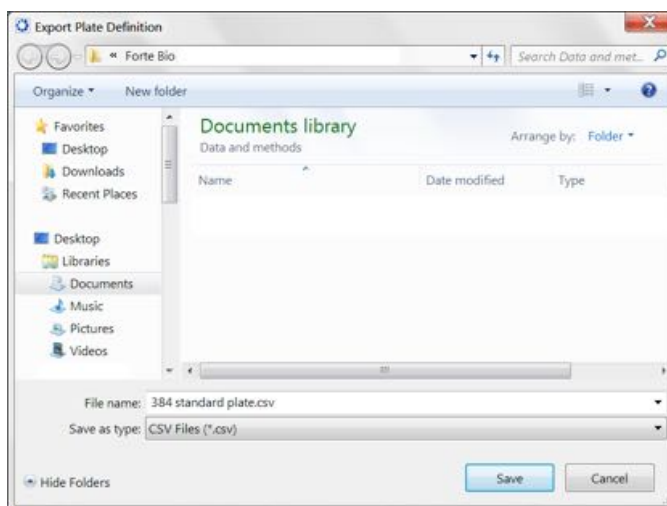 Export Plate Definition
« Forte Bio
Search Data and met...
Organize
New folder
Favorites
Desktop
Downloads
Recent Places
Desktop
Libraries
Documents
Music
Pictures
Videos
Documents library
Data and methods
Arrange by: Folder
Name Date modified Type
File name: 384 standard plate.csv
Save as type: CSV Files (*.csv)
Hide Folders
Save
Cancel